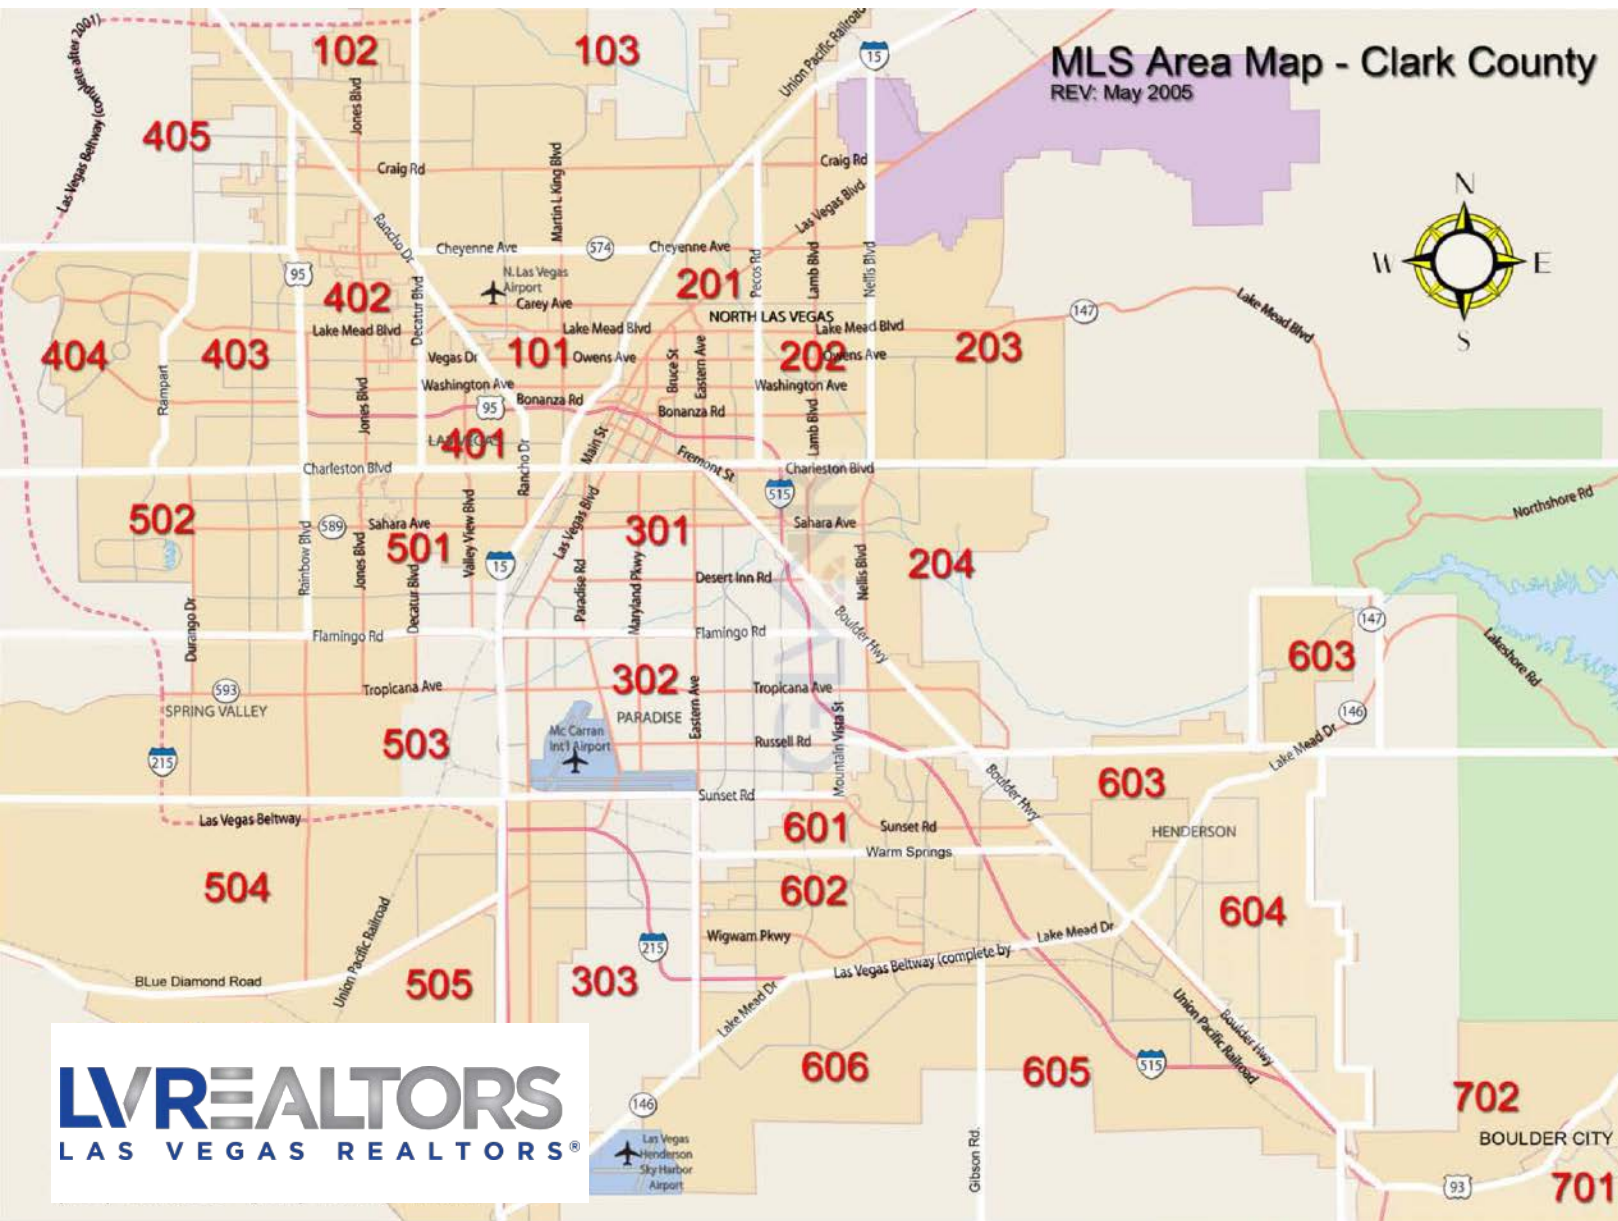 MLS Area Map - Clark County
REV: May 2005
102
103
Union Pacific Railroad
15
Las Vegas Beltway (complete after 2001)
405
Jones Blvd
Craig Rd
Martin L King Blvd
Craig Rd
Las Vegas Blvd
N
W
E
S
Rancho Dr
Cheyenne Ave
574
Cheyenne Ave
95
N. Las Vegas
Airport
Carey Ave
402
Decatur Blvd
201
Pecos Rd
Lamb Blvd
Nellis Blvd
NORTH LAS VEGAS
147
Lake Mead Blvd
Lake Mead Blvd
Lake Mead Blvd
Lake Mead Blvd
404
403
Rampart
Vegas Dr
101
Owens Ave
Bruce St
Eastern Ave
202
Owens Ave
203
Washington Ave
Washington Ave
Jones Blvd
95
Bonanza Rd
Bonanza Rd
Lamb Blvd
LAS VEGAS
401
Rancho Dr
Main St
Fremont St
Charleston Blvd
Charleston Blvd
515
Northshore Rd
502
Rainbow Blvd
589
Jones Blvd
Sahara Ave
501
Decatur Blvd
Valley View Blvd
15
Las Vegas Blvd
301
Sahara Ave
204
Paradise Rd
Maryland Pkwy
Desert Inn Rd
Nellis Blvd
Durango Dr
Flamingo Rd
Flamingo Rd
Boulder Hwy
603
147
Lakeshore Rd
593
SPRING VALLEY
Tropicana Ave
302
PARADISE
Eastern Ave
Tropicana Ave
146
Lake Mead Dr
215
503
Mc Carran
Int'l Airport
Russell Rd
Mountain Vista St
Boulder Hwy
603
Sunset Rd
Las Vegas Beltway
601
Sunset Rd
HENDERSON
Warm Springs
504
602
604
Union Pacific Railroad
215
Wigwam Pkwy
Lake Mead Dr
Las Vegas Beltway (complete by
BLue Diamond Road
505
303
Lake Mead Dr
Union Pacific Railroad
Boulder Hwy
606
605
515
702
BOULDER CITY
701
93
146
Las Vegas
Henderson
Sky Harbor
Airport
Gibson Rd.
LVREALTORS
LAS VEGAS REALTORS®
GLVAR